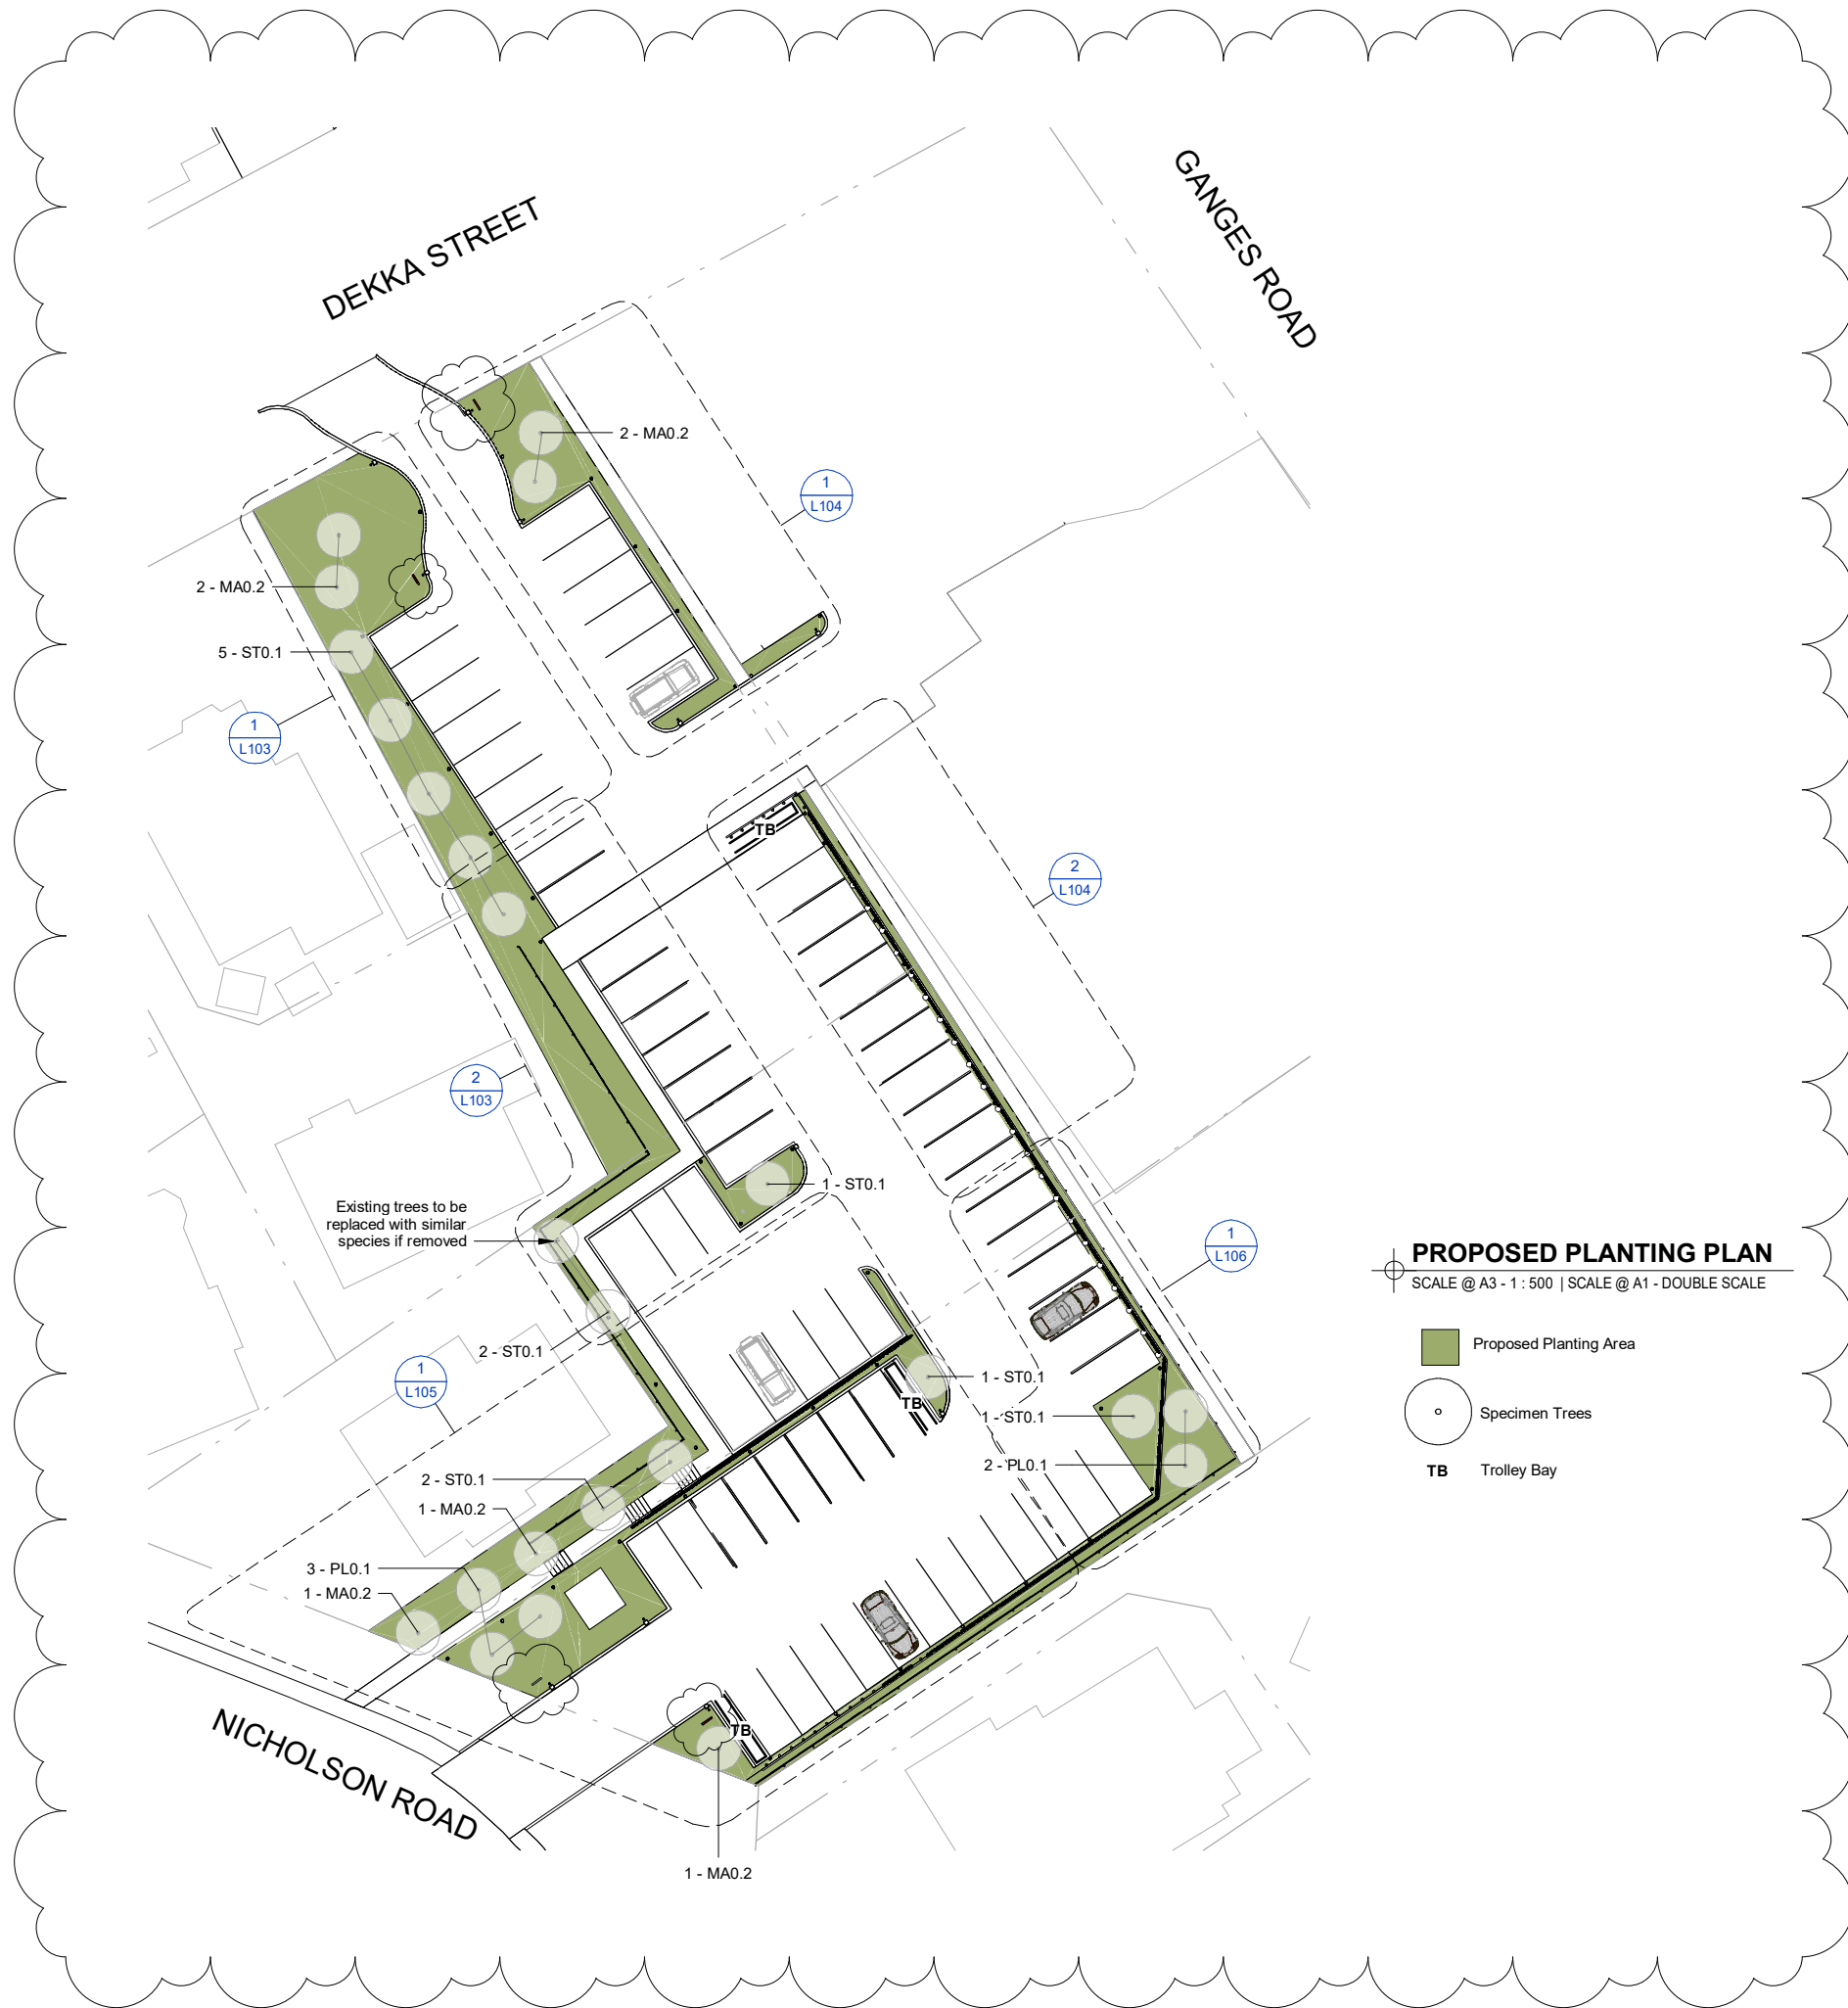 DEKKA STREET
GANGES ROAD
2 - MA0.2
1
L104
2 - MA0.2
5 - ST0.1
1
L103
TB
2
L104
2
L103
1 - ST0.1
Existing trees to be
replaced with similar
species if removed
1
L106
PROPOSED PLANTING PLAN
SCALE @ A3 - 1 : 500 | SCALE @ A1 - DOUBLE SCALE
Proposed Planting Area
Specimen Trees
TB Trolley Bay
2 - ST0.1
1
L105
1 - ST0.1
TB
1 - ST0.1
2 - PL0.1
2 - ST0.1
1 - MA0.2
3 - PL0.1
1 - MA0.2
TB
NICHOLSON ROAD
1 - MA0.2